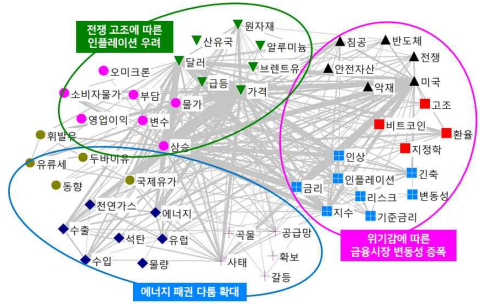 전쟁 고조에 따른
인플레이션 우려
원자재
산유국
알루미늄
달러
브렌트유
급등
가격
오미크론
소비자물가
부담
물가
영업이익
변수
상승
침공
반도체
전쟁
안전자산
미국
악재
고조
비트코인
환율
지정학
인상
금리
인플레이션
긴축
리스크
변동성
지수
기준금리
휘발유
유류세
두바이유
동향
국제유가
천연가스
에너지
수출
석탄
유럽
수입
물량
곡물
공급망
사태
확보
갈등
위기감에 따른
금융시장 변동성 증폭
에너지 패권 다툼 확대